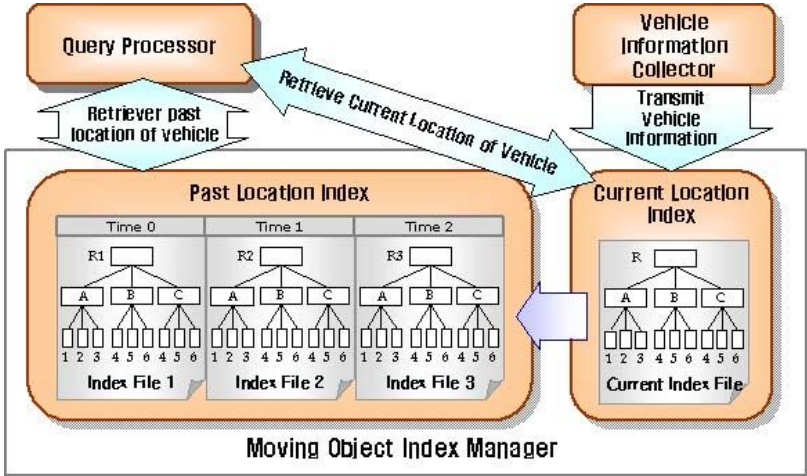 Query Processor
Vehicle
Information
Collector
Retriever past
location of vehicle
Retrieve Current Location of Vehicle
Transmit
Vehicle
Information
Past Location Index
Current Location
Index
Time 0
Time 1
Time 2
R1
R2
R3
R
A B C
A B C
A B C
A B C
1 2 3 4 5 6 4 5 6
1 2 3 4 5 6 4 5 6
1 2 3 4 5 6 4 5 6
1 2 3 4 5 6 4 5 6
Index File 1
Index File 2
Index File 3
Current Index File
Moving Object Index Manager